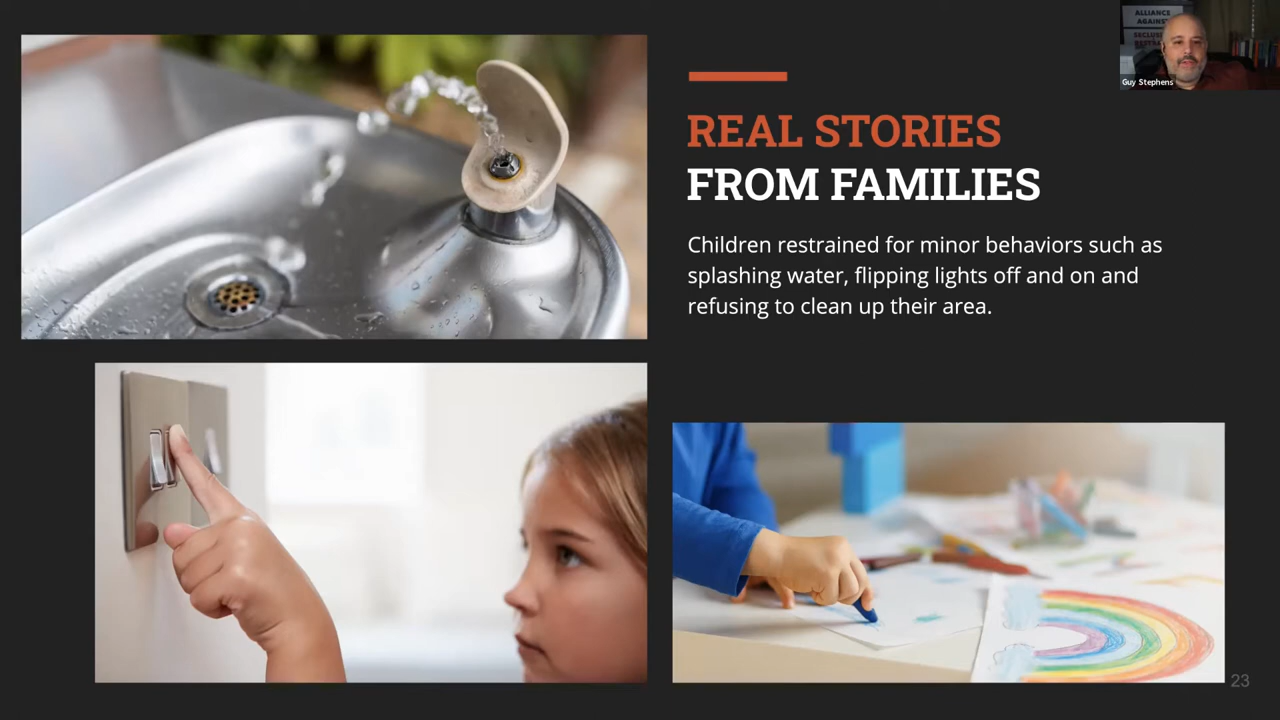 ALLIANCE
AGAINST
Guy Stephens
REAL STORIES
FROM FAMILIES
Children restrained for minor behaviors such as
splashing water, flipping lights off and on and
refusing to clean up their area.
23